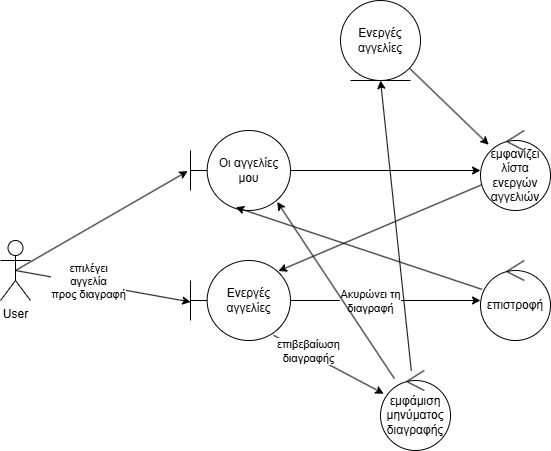 Ενεργές
αγγελίες
Οι αγγελίες
μου
εμφανίζει
λίστα
ενεργών
αγγελιών
επιλέγει
αγγελία
προς διαγραφή
User
Ενεργές
αγγελίες
Ακυρώνει τη
διαγραφή
επιστροφή
επιβεβαίωση
διαγραφής
εμφάμιση
μηνύματος
διαγραφής